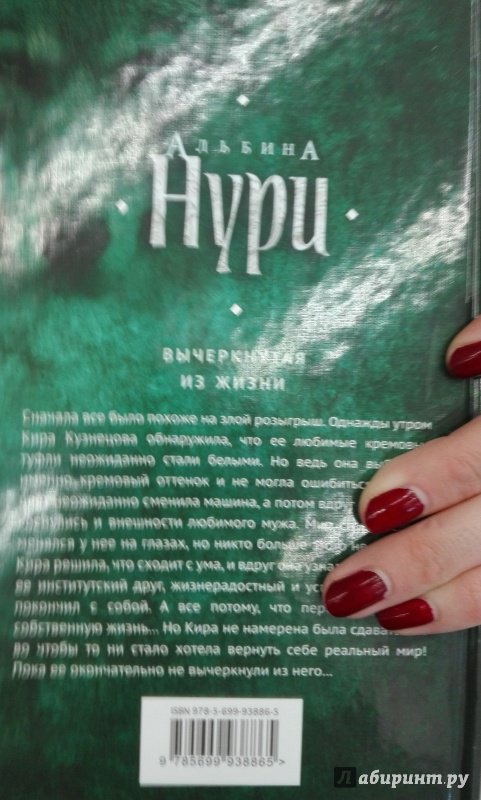 Альбина
Нури
ВЫЧЕРКНУТАЯ
ИЗ ЖИЗНИ
Сначала все было похоже на злой розыгрыш. Однажды утром
Кира Кузнецова обнаружила, что ее любимые кремовые
туфли неожиданно стали белыми. Но ведь она
именно кремовый оттенок и не могла ошибиться
неожиданно сменила машина, а потом
и внешности любимого мужа.
менялся у нее на глазах, но никто больше
Кира решила, что сходит с ума, и вдруг она
ее институтский друг, жизнерадостный и
покончил с собой. А все потому, что
собственную жизнь... Но Кира не намерена была
во что бы то ни стало хотела вернуть себе реальный мир!
Пока ее окончательно не вычеркнули из него...
ISBN 978-5-699-93886-5
9 785699 938865 >
Лабиринт.ру